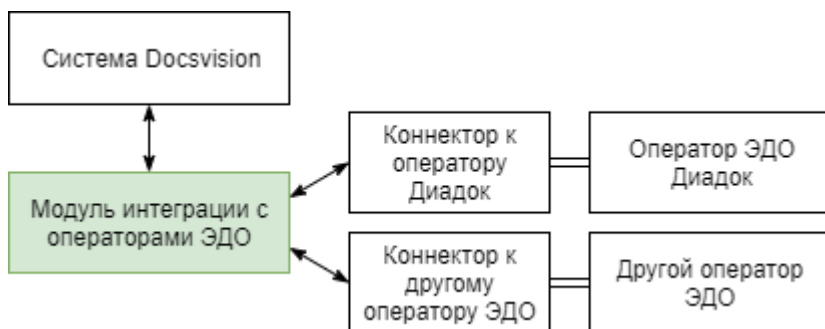 Система Docsvision
Коннектор к
оператору
Диадок
Оператор ЭДО
Диадок
Модуль интеграции с
операторами ЭДО
Коннектор к
другому
оператору ЭДО
Другой оператор
ЭДО